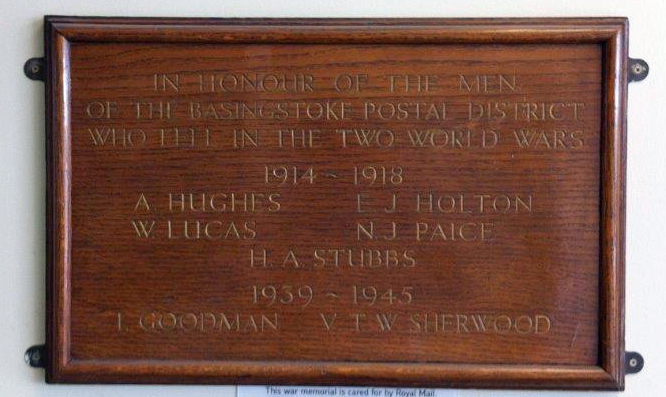 IN HONOUR OF THE MEN
OF THE BASINGSTOKE POSTAL DISTRICT
WHO FELL IN THE TWO WORLD WARS
1914 ~ 1918
A. HUGHES E. J HOLTON
W. LUCAS N. J PAICE
H. A. STUBBS
1939 ~ 1945
I. GOODMAN V. T. W SHERWOOD
This war memorial is cared for by Royal Mail.